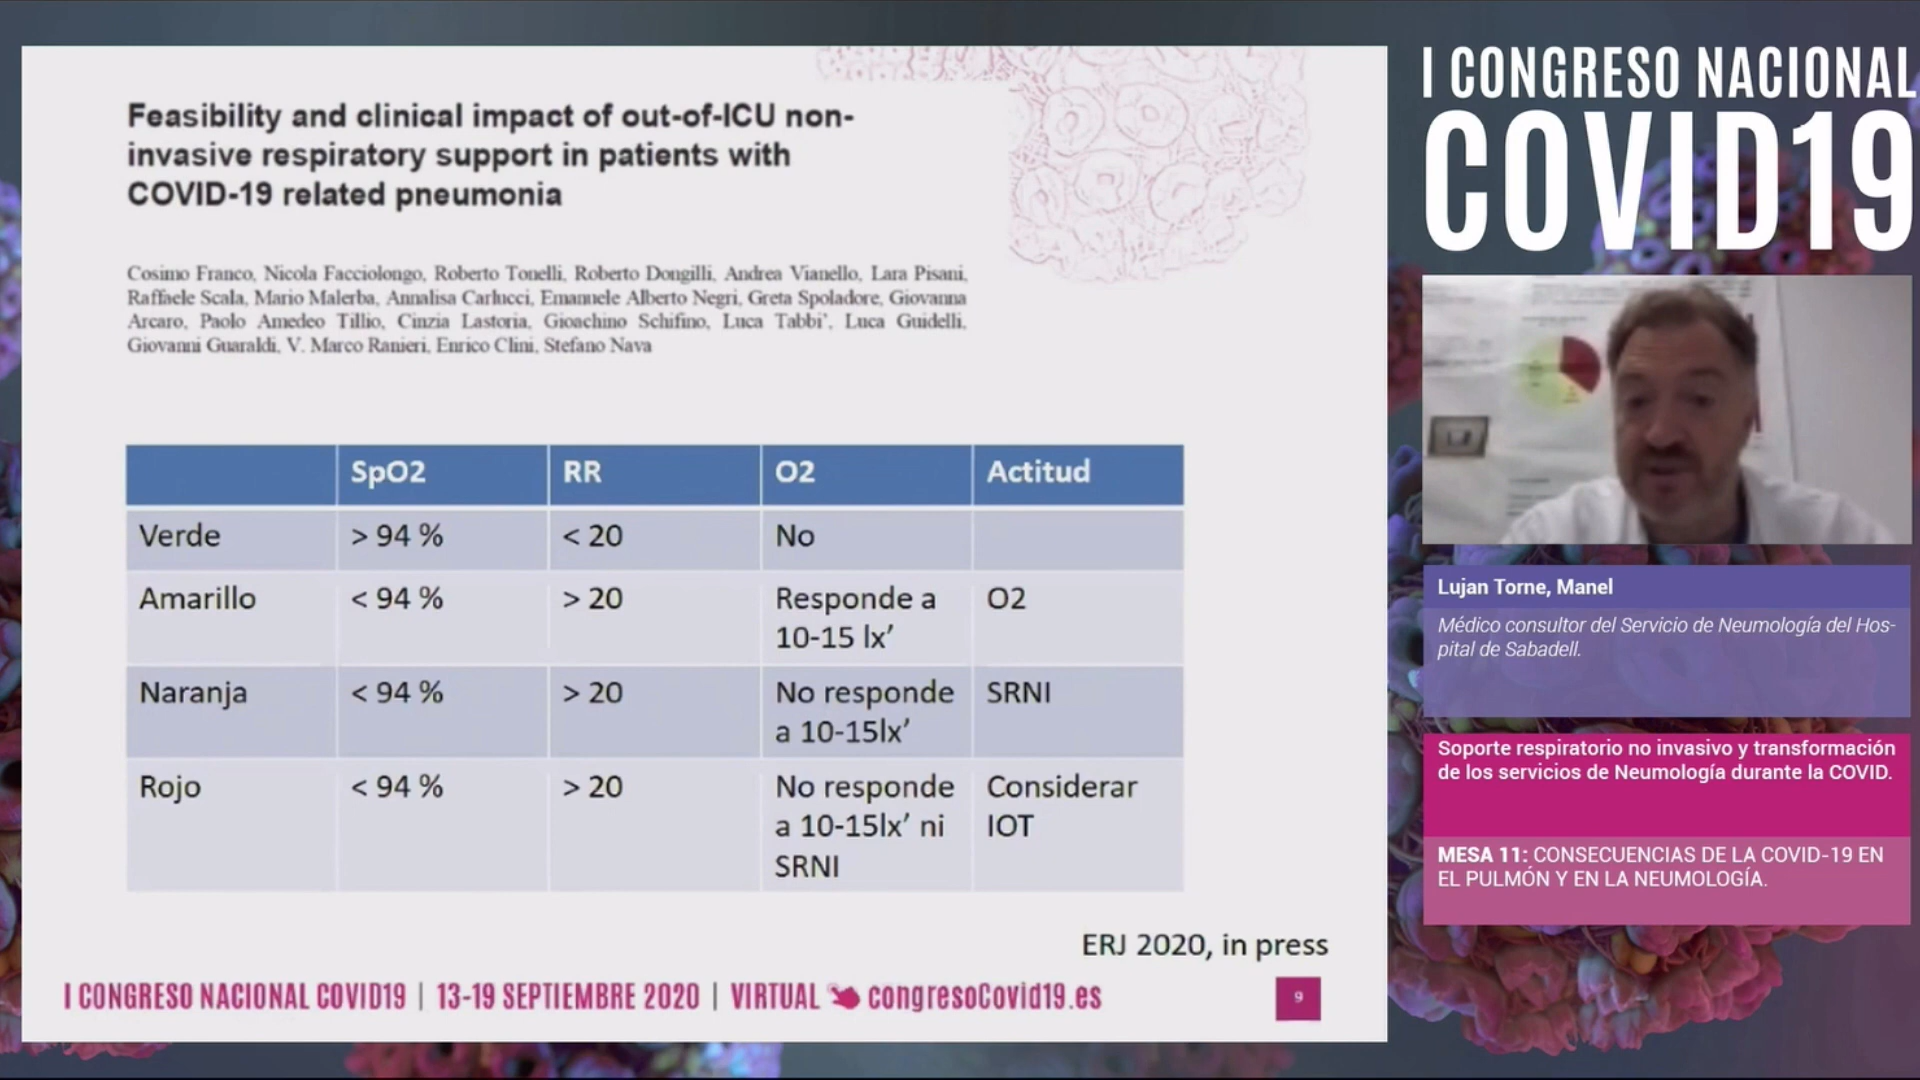 Feasibility and clinical impact of out-of-ICU non-
invasive respiratory support in patients with
COVID-19 related pneumonia
Cosimo Franco, Nicola Facciolongo, Roberto Tonelli, Roberto Dongilli, Andrea Vianello, Lara Pisani,
Raffaele Scala, Mario Malerba, Annalisa Carlucci, Emanuele Alberto Negri, Greta Spoladore, Giovanna
Arcaro, Paolo Amedeo Tillio, Cinzia Lastoria, Gioachino Schifino, Luca Tabbi', Luca Guidelli,
Giovanni Guaraldi, V. Marco Ranieri, Enrico Clini, Stefano Nava
SpO2 RR O2 Actitud
Verde > 94 % < 20 No
Amarillo < 94 % > 20 Responde a O2
10-15 lx’
Naranja < 94 % > 20 No responde SRNI
a 10-15lx’
Rojo < 94 % > 20 No responde Considerar
a 10-15lx’ ni IOT
SRNI
ERJ 2020, in press
I CONGRESO NACIONAL COVID19 | 13-19 SEPTIEMBRE 2020 | VIRTUAL congresoCovid19.es
9
I CONGRESO NACIONAL
COVID19
Lujan Torne, Manel
Médico consultor del Servicio de Neumología del Hos-
pital de Sabadell.
Soporte respiratorio no invasivo y transformación
de los servicios de Neumología durante la COVID.
MESA 11: CONSECUENCIAS DE LA COVID-19 EN
EL PULMÓN Y EN LA NEUMOLOGÍA.